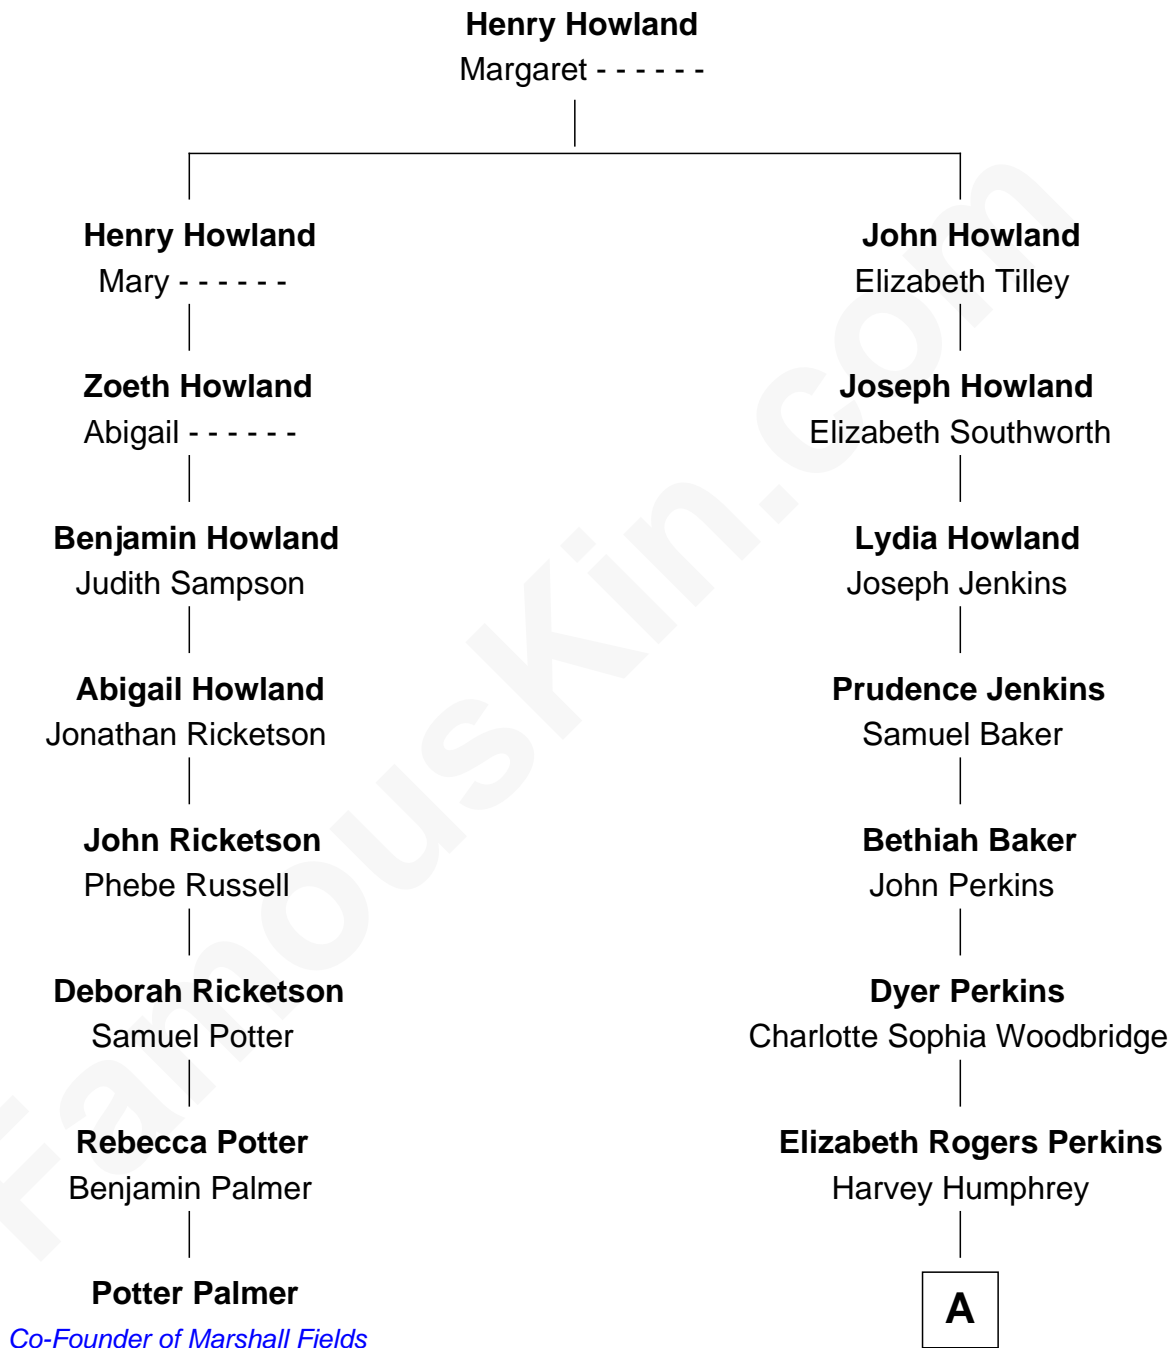 Henry Howland
Margaret - - - - - -
Henry Howland
Mary - - - - - -
Zoeth Howland
Abigail - - - - - -
Benjamin Howland
Judith Sampson
Abigail Howland
Jonathan Ricketson
John Ricketson
Phebe Russell
Deborah Ricketson
Samuel Potter
Rebecca Potter
Benjamin Palmer
Potter Palmer
Co-Founder of Marshall Fields
John Howland
Elizabeth Tilley
Joseph Howland
Elizabeth Southworth
Lydia Howland
Joseph Jenkins
Prudence Jenkins
Samuel Baker
Bethiah Baker
John Perkins
Dyer Perkins
Charlotte Sophia Woodbridge
Elizabeth Rogers Perkins
Harvey Humphrey
A
FamousKin.com